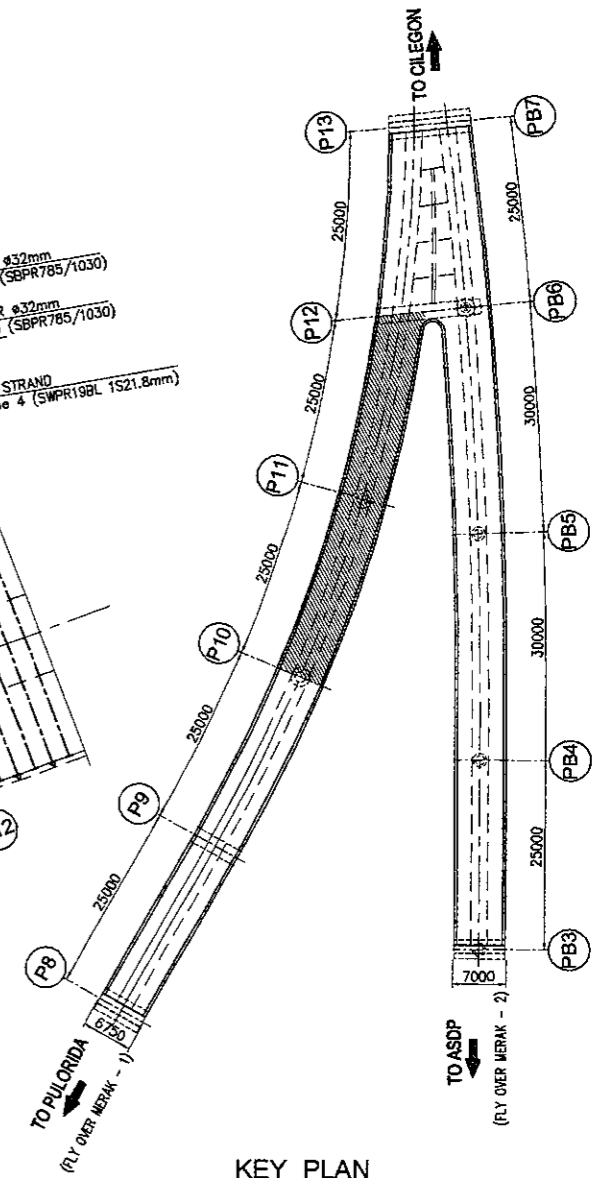 TO CILEGON
P13
PB7
25000
25000
ø32mm
(SBPR785/1030)
R ø32mm
(SBPR785/1030)
P12
PB6
STRAND
e 4 (SWPR19BL 1S21.8mm)
25000
30000
P11
PB5
25000
P10
30000
25000
PB4
P9
12
25000
25000
P8
PB3
6750
7000
TO PULORIDA
(FLY OVER MERAK - 1)
TO ASDP
(FLY OVER MERAK - 2)
KEY PLAN